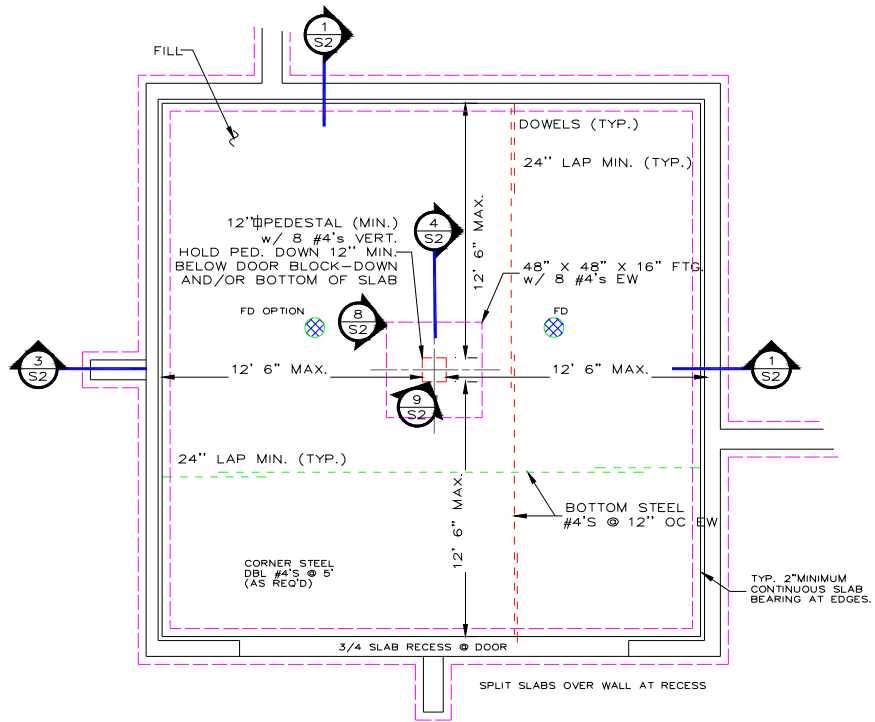 1
S2
FILL
DOWELS (TYP.)
24" LAP MIN. (TYP.)
12"⏀PEDESTAL (MIN.)
w/ 8 #4's VERT.
HOLD PED. DOWN 12" MIN.
BELOW DOOR BLOCK-DOWN
AND/OR BOTTOM OF SLAB
4
S2
12' 6" MAX.
48" X 48" X 16" FTG.
w/ 8 #4's EW
FD OPTION
8
S2
FD
3
S2
12' 6" MAX.
12' 6" MAX.
1
S2
9
S2
24" LAP MIN. (TYP.)
12' 6" MAX.
BOTTOM STEEL
#4'S @ 12" OC EW
CORNER STEEL
DBL #4'S @ 5'
(AS REQ'D)
TYP. 2"MINIMUM
CONTINUOUS SLAB
BEARING AT EDGES.
3/4 SLAB RECESS @ DOOR
SPLIT SLABS OVER WALL AT RECESS